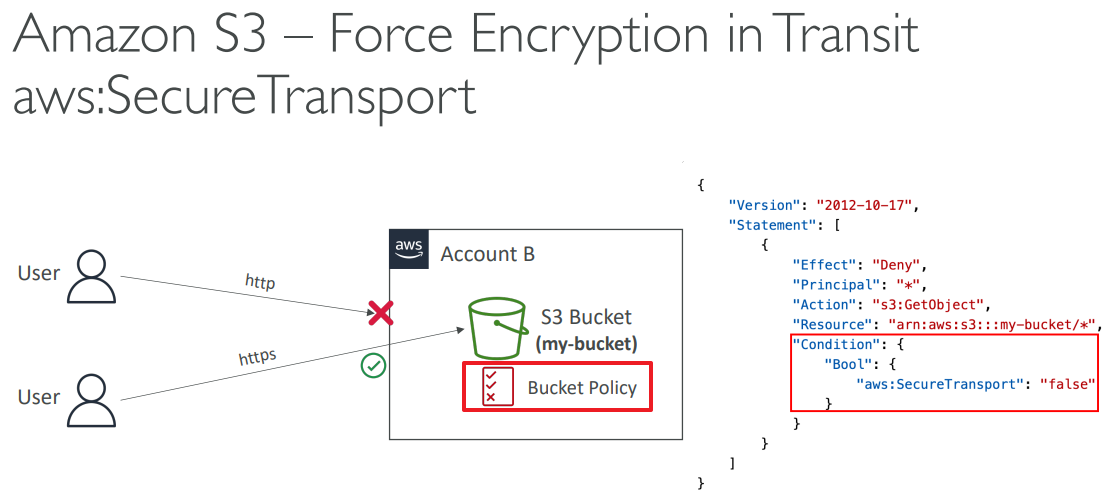 Amazon S3 – Force Encryption in Transit
aws:SecureTransport
User
http
https
User
aws
Account B
S3 Bucket
(my-bucket)
Bucket Policy
{
"Version": "2012-10-17",
"Statement": [
{
"Effect": "Deny",
"Principal": "*",
"Action": "s3:GetObject",
"Resource": "arn:aws:s3:::my-bucket/*",
"Condition": {
"Bool": {
"aws:SecureTransport": "false"
}
}
}
]
}